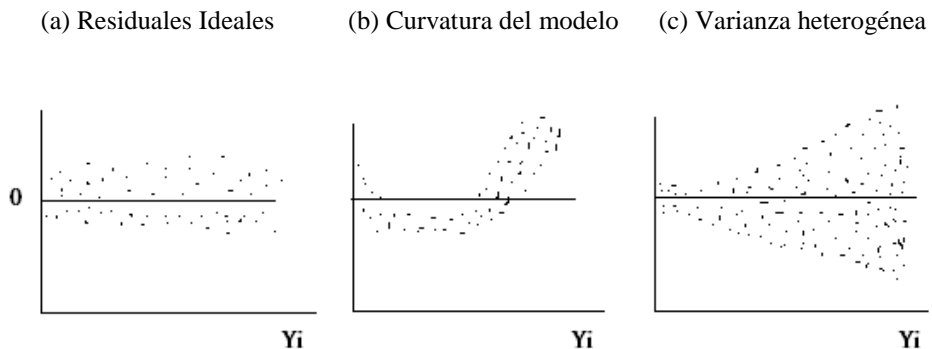 (a) Residuales Ideales (b) Curvatura del modelo (c) Varianza heterogénea
0
Yi Yi Yi